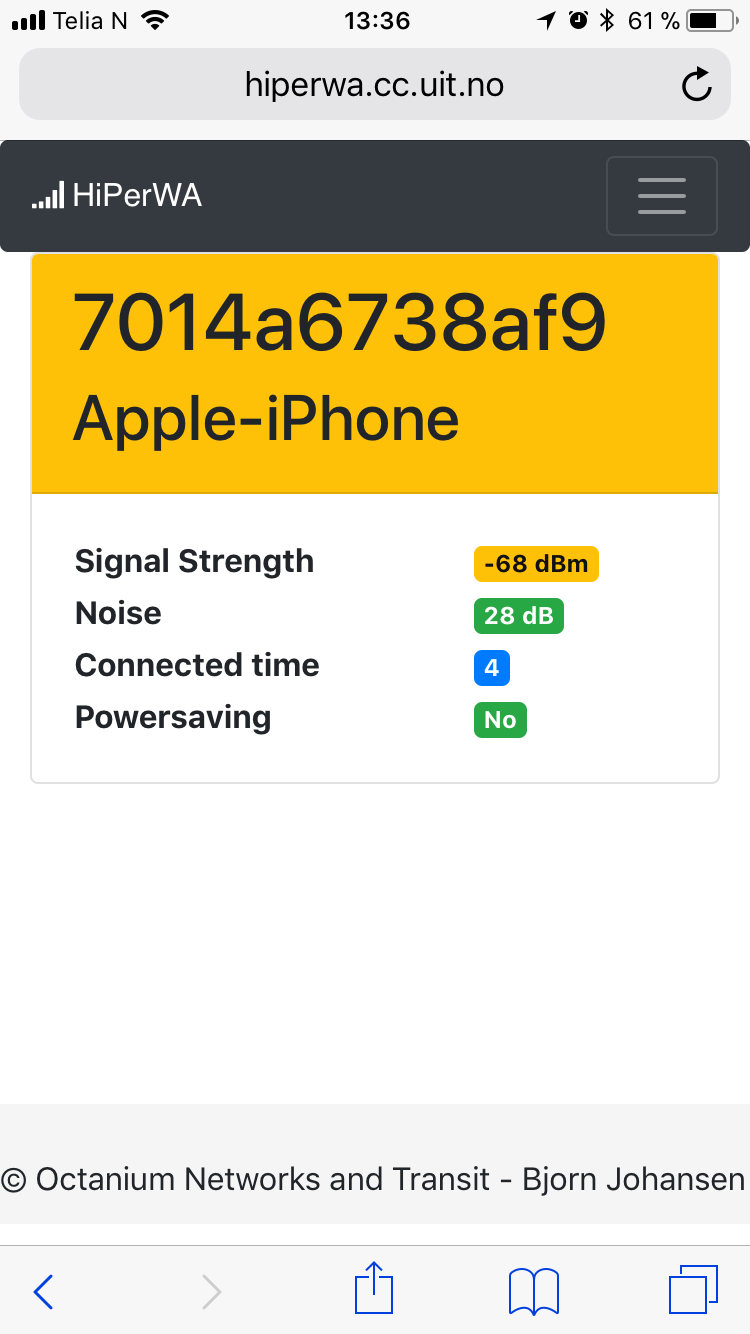 Telia N 13:36 61 %
hiperwa.cc.uit.no
HiPerWA
7014a6738af9
Apple-iPhone
Signal Strength -68 dBm
Noise 28 dB
Connected time 4
Powersaving No
© Octanium Networks and Transit - Bjorn Johansen